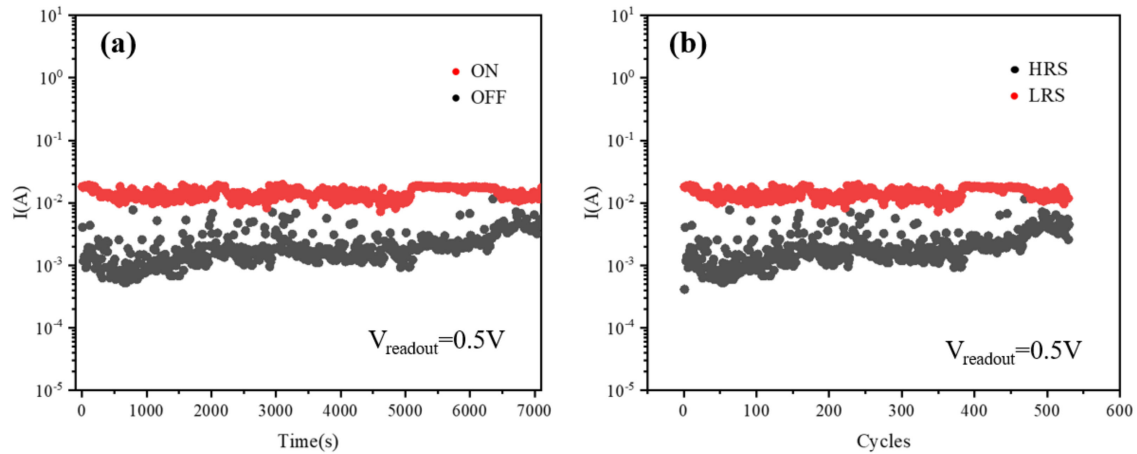 (a)
ON
OFF
I(A)
10^1
10^0
10^-1
10^-2
10^-3
10^-4
10^-5
V_readout=0.5V
0 1000 2000 3000 4000 5000 6000 7000
Time(s)
(b)
HRS
LRS
I(A)
10^1
10^0
10^-1
10^-2
10^-3
10^-4
10^-5
V_readout=0.5V
0 100 200 300 400 500 600
Cycles